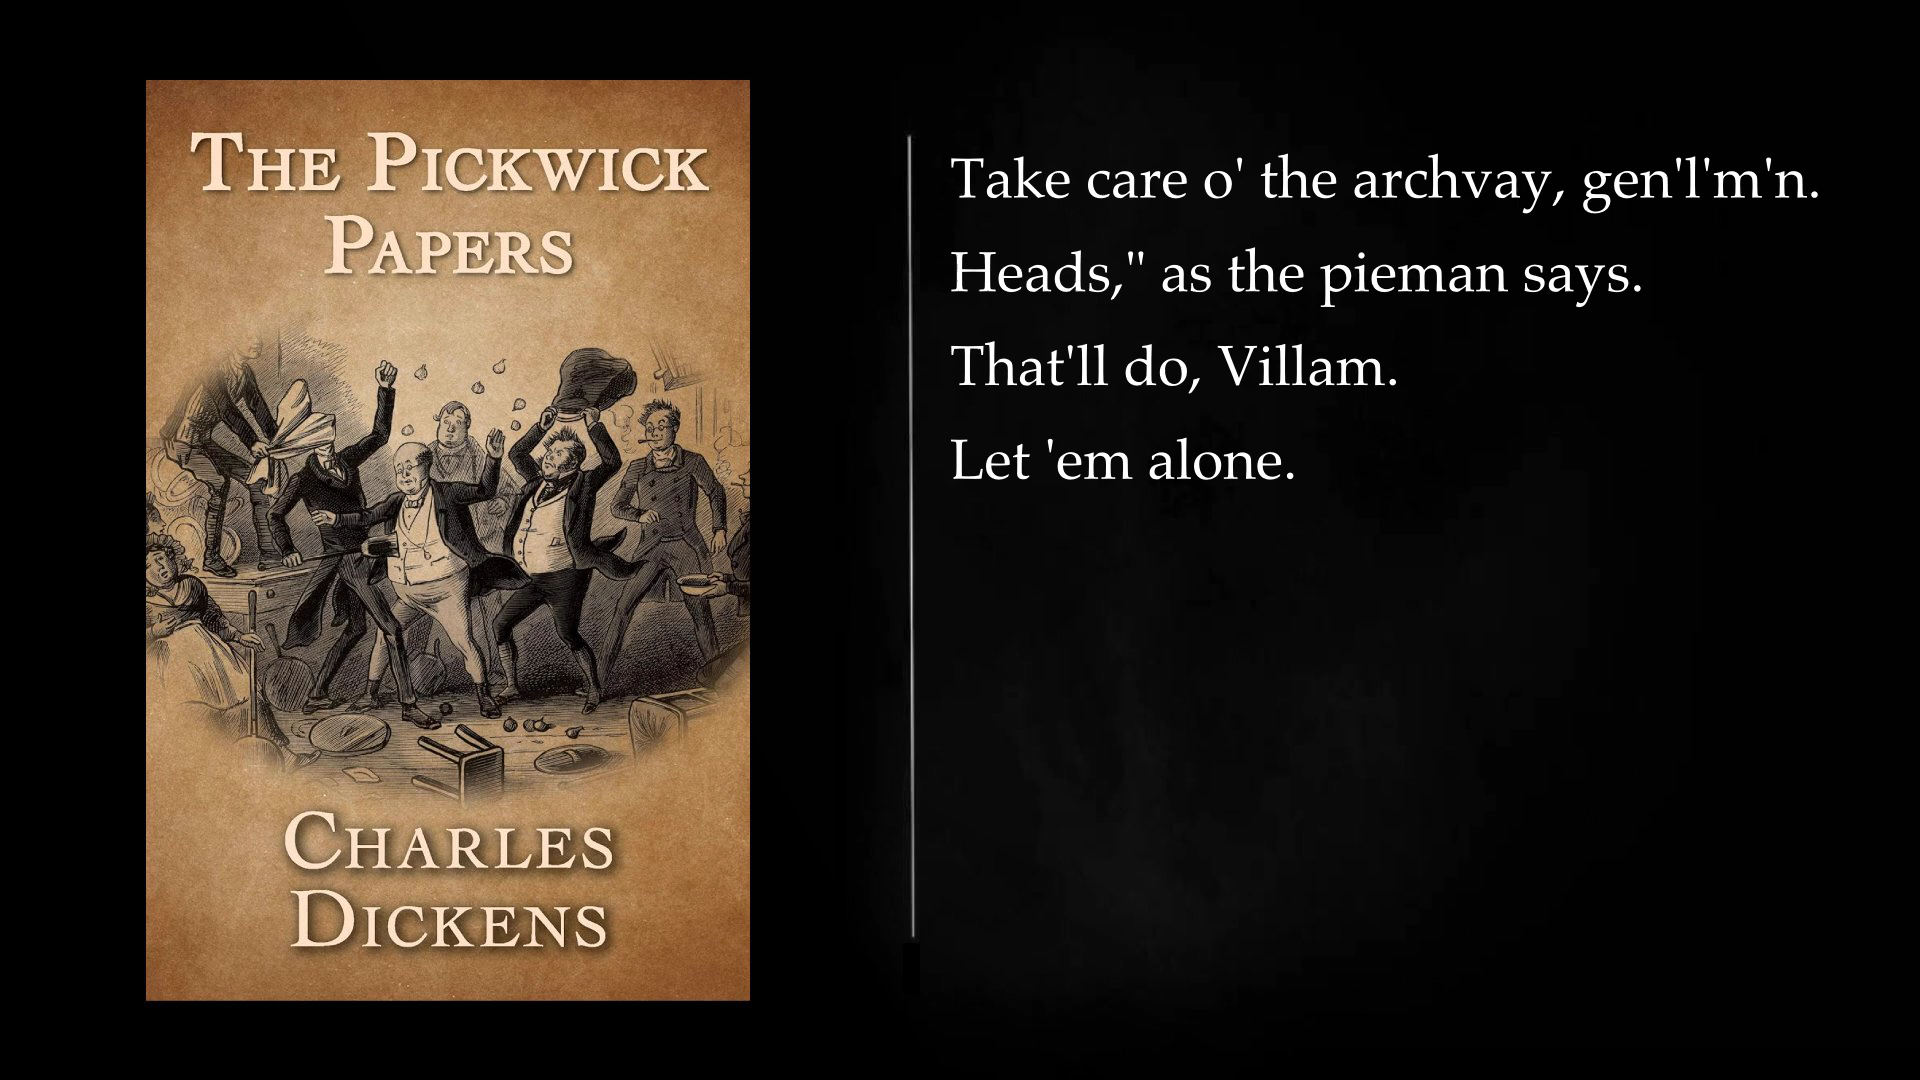 THE PICKWICK
PAPERS
CHARLES
DICKENS
Take care o' the archvay, gen'l'm'n.
Heads," as the pieman says.
That'll do, Villam.
Let 'em alone.